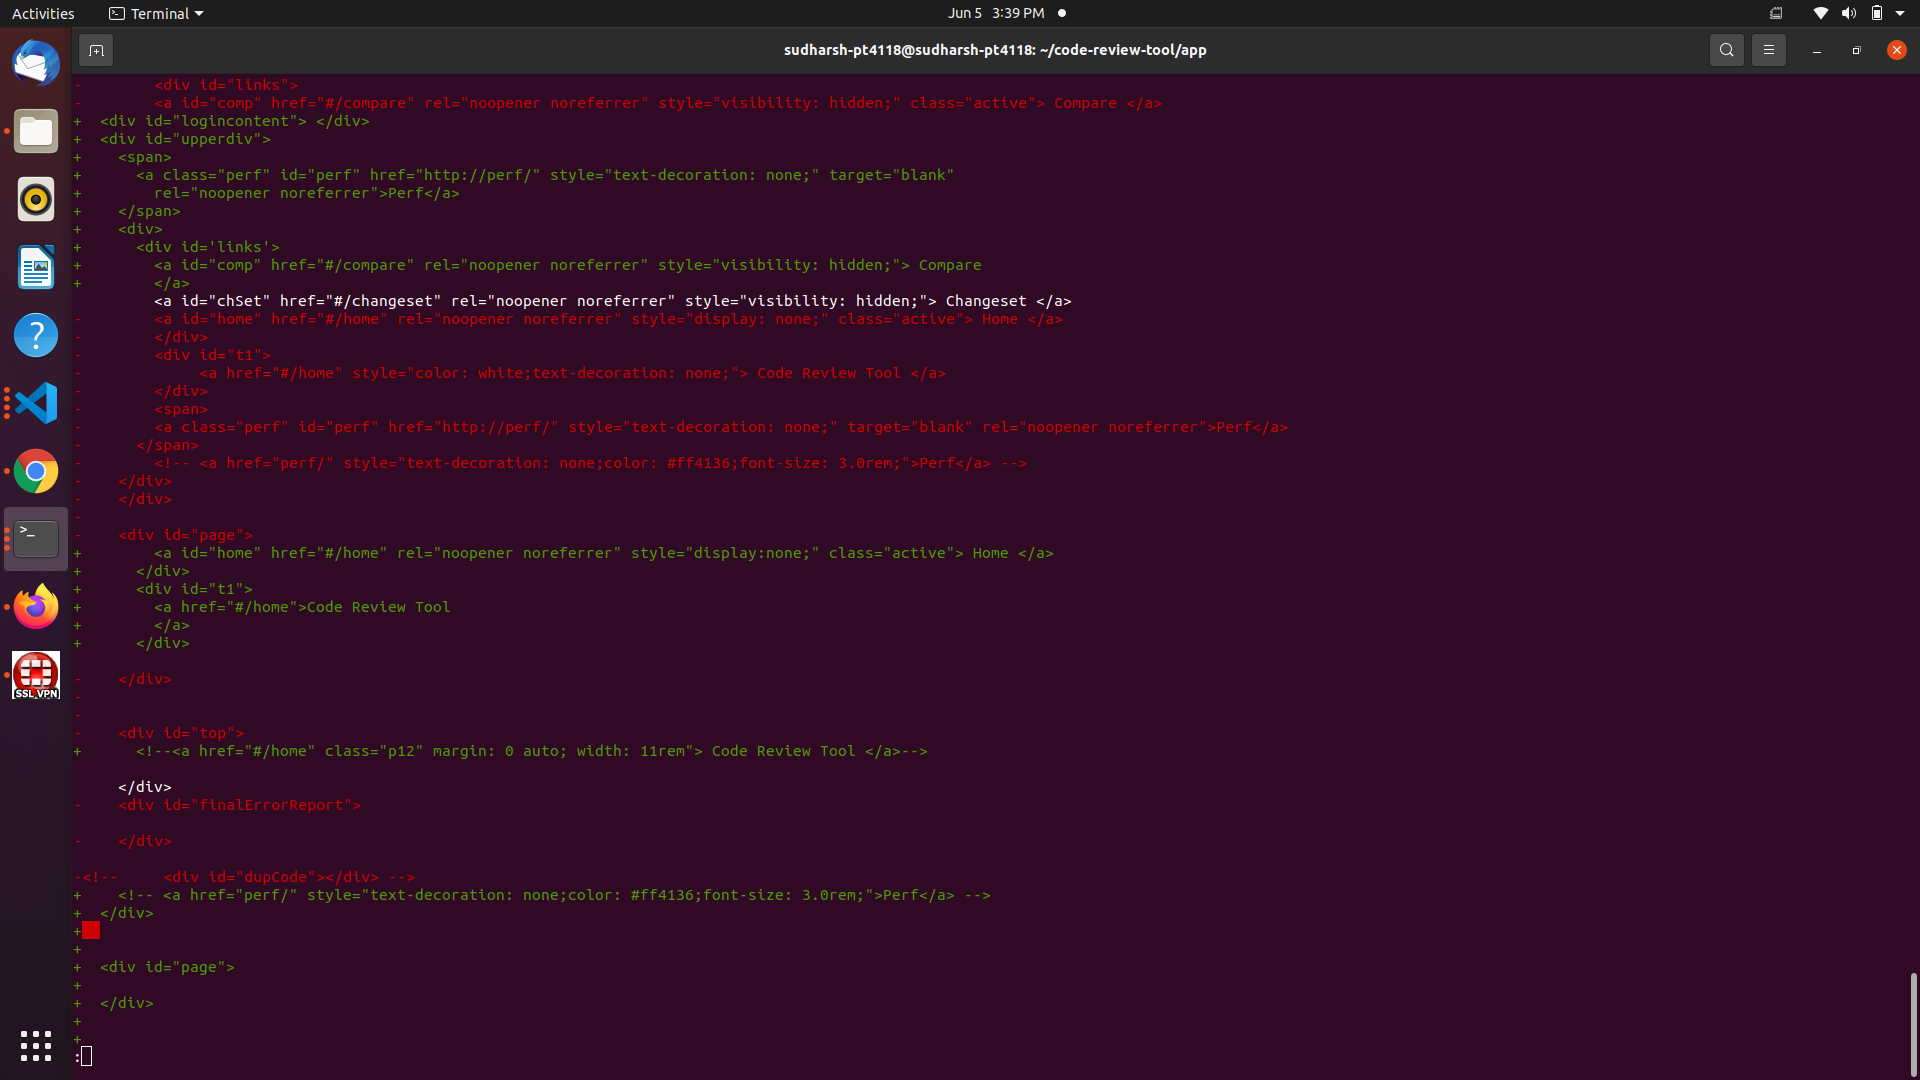 Activities
Terminal
Jun 5 3:39 PM
sudharsh-pt4118@sudharsh-pt4118: ~/code-review-tool/app
-        <div id="links">
-        <a id="comp" href="#/compare" rel="noopener noreferrer" style="visibility: hidden;" class="active"> Compare </a>
+  <div id="logincontent"> </div>
+  <div id="upperdiv">
+    <span>
+      <a class="perf" id="perf" href="http://perf/" style="text-decoration: none;" target="blank"
+        rel="noopener noreferrer">Perf</a>
+    </span>
+    <div>
+      <div id='links'>
+        <a id="comp" href="#/compare" rel="noopener noreferrer" style="visibility: hidden;"> Compare
+        </a>
         <a id="chSet" href="#/changeset" rel="noopener noreferrer" style="visibility: hidden;"> Changeset </a>
-        <a id="home" href="#/home" rel="noopener noreferrer" style="display: none;" class="active"> Home </a>
-        </div>
-        <div id="t1">
-             <a href="#/home" style="color: white;text-decoration: none;"> Code Review Tool </a>
-        </div>
-        <span>
-        <a class="perf" id="perf" href="http://perf/" style="text-decoration: none;" target="blank" rel="noopener noreferrer">Perf</a>
-      </span>
-        <!-- <a href="perf/" style="text-decoration: none;color: #ff4136;font-size: 3.0rem;">Perf</a> -->
-    </div>
-    </div>
-
-    <div id="page">
+        <a id="home" href="#/home" rel="noopener noreferrer" style="display:none;" class="active"> Home </a>
+      </div>
+      <div id="t1">
+        <a href="#/home">Code Review Tool
+        </a>
+      </div>
-    </div>
-
-
-    <div id="top">
+      <!--<a href="#/home" class="p12" margin: 0 auto; width: 11rem"> Code Review Tool </a>-->
     </div>
-    <div id="finalErrorReport">
-    </div>
-<!--     <div id="dupCode"></div> -->
+    <!-- <a href="perf/" style="text-decoration: none;color: #ff4136;font-size: 3.0rem;">Perf</a> -->
+  </div>
+
+
+  <div id="page">
+
+  </div>
+
+
:
SSL VPN